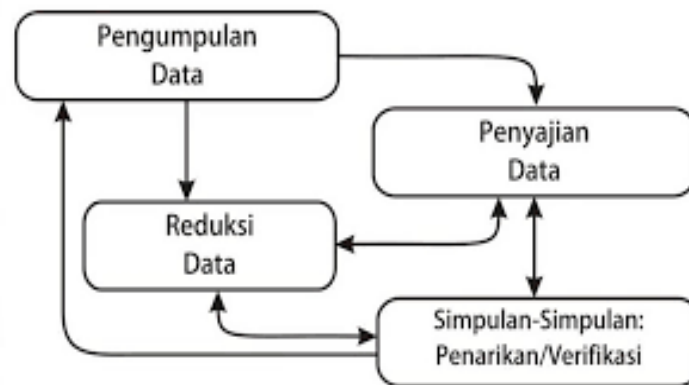 Pengumpulan
Data
Penyajian
Data
Reduksi
Data
Simpulan-Simpulan:
Penarikan/Verifikasi